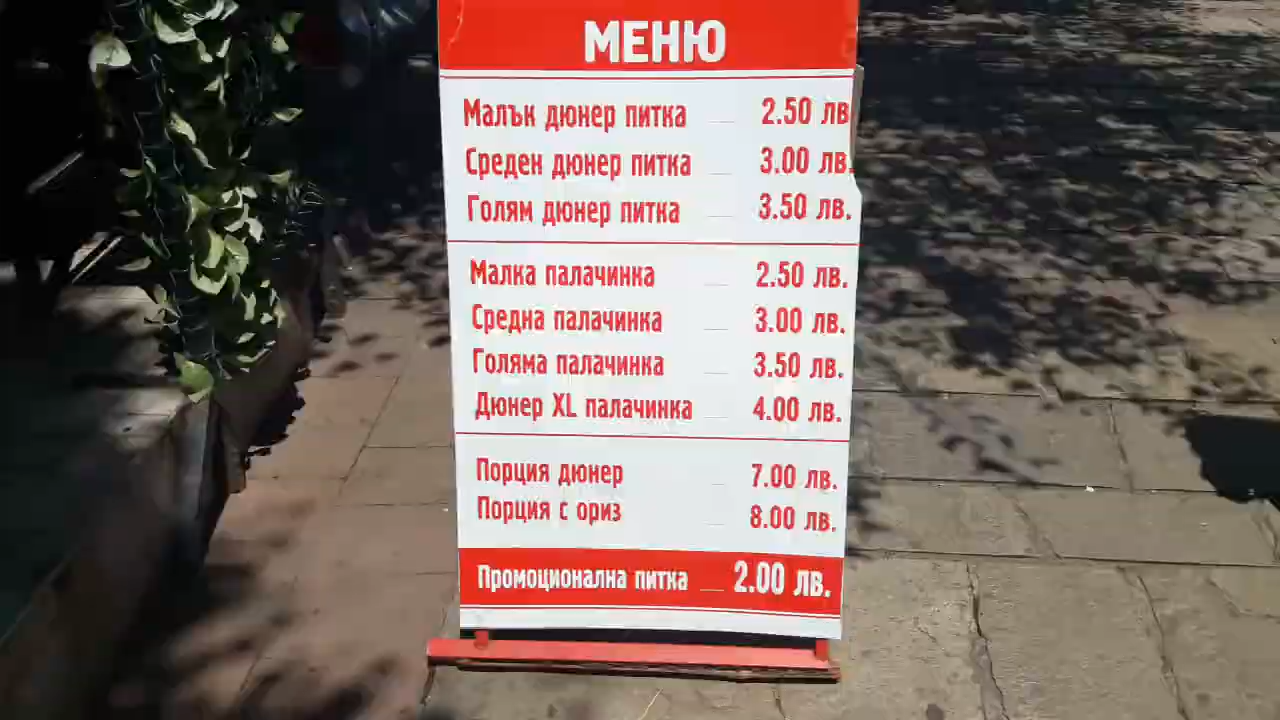 МЕНЮ
Малък дюнер питка 2.50 лв
Среден дюнер питка 3.00 лв.
Голям дюнер питка 3.50 лв.
Малка палачинка 2.50 лв.
Средна палачинка 3.00 лв.
Голяма палачинка 3.50 лв.
Дюнер XL палачинка 4.00 лв.
Порция дюнер 7.00 лв.
Порция с ориз 8.00 лв.
Промоционална питка 2.00 лв.